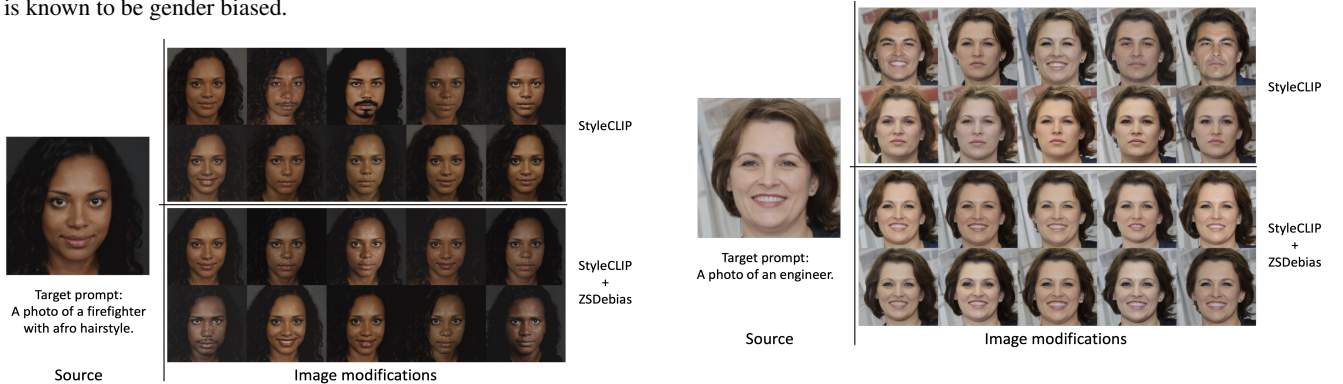 is known to be gender biased.
StyleCLIP
Target prompt:
A photo of a firefighter
with afro hairstyle.
StyleCLIP
+
ZSDebias
Source
Image modifications
StyleCLIP
Target prompt:
A photo of an engineer.
StyleCLIP
+
ZSDebias
Source
Image modifications